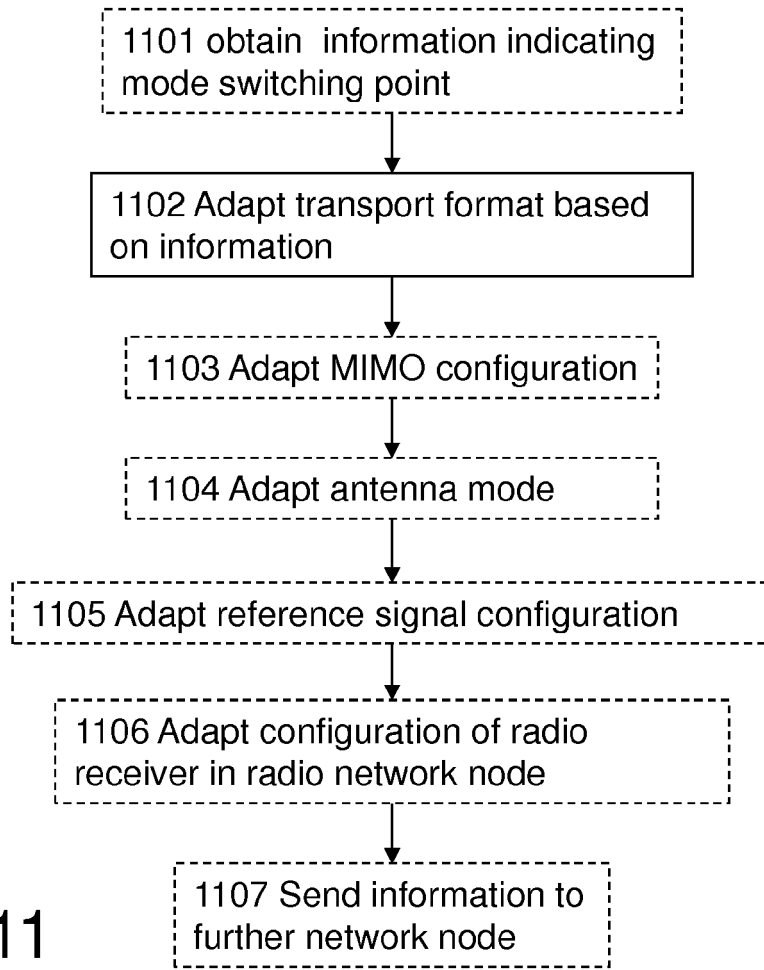 1101 obtain information indicating
mode switching point
1102 Adapt transport format based
on information
1103 Adapt MIMO configuration
1104 Adapt antenna mode
1105 Adapt reference signal configuration
1106 Adapt configuration of radio
receiver in radio network node
1107 Send information to
further network node
11